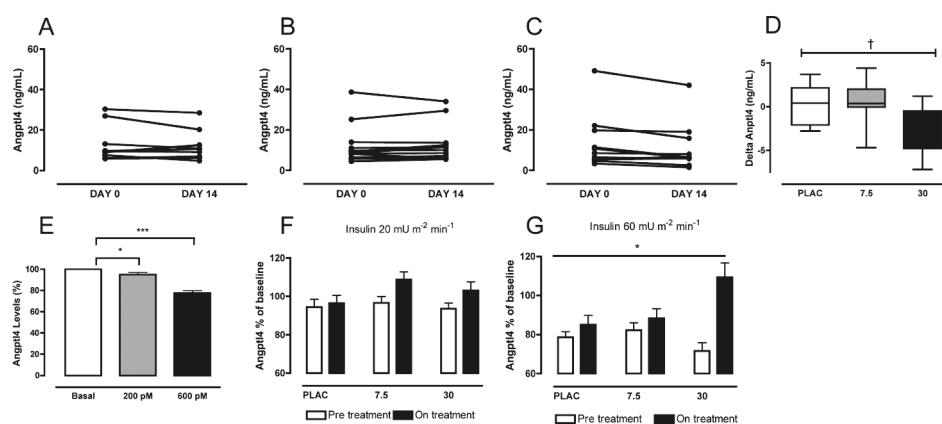 A
Angptl4 (ng/mL)
60
40
20
0
DAY 0 DAY 14
B
Angptl4 (ng/mL)
60
40
20
0
DAY 0 DAY 14
C
Angptl4 (ng/mL)
60
40
20
0
DAY 0 DAY 14
D
†
Delta Anptl4 (ng/mL)
5
0
-5
PLAC 7.5 30
E
***
*
Angptl4 Levels (%)
100
80
60
40
20
0
Basal 200 pM 600 pM
F
Insulin 20 mU m-2 min-1
Angptl4 % of baseline
120
100
80
60
PLAC 7.5 30
Pre treatment On treatment
G
Insulin 60 mU m-2 min-1
*
Angptl4 % of baseline
120
100
80
60
PLAC 7.5 30
Pre treatment On treatment